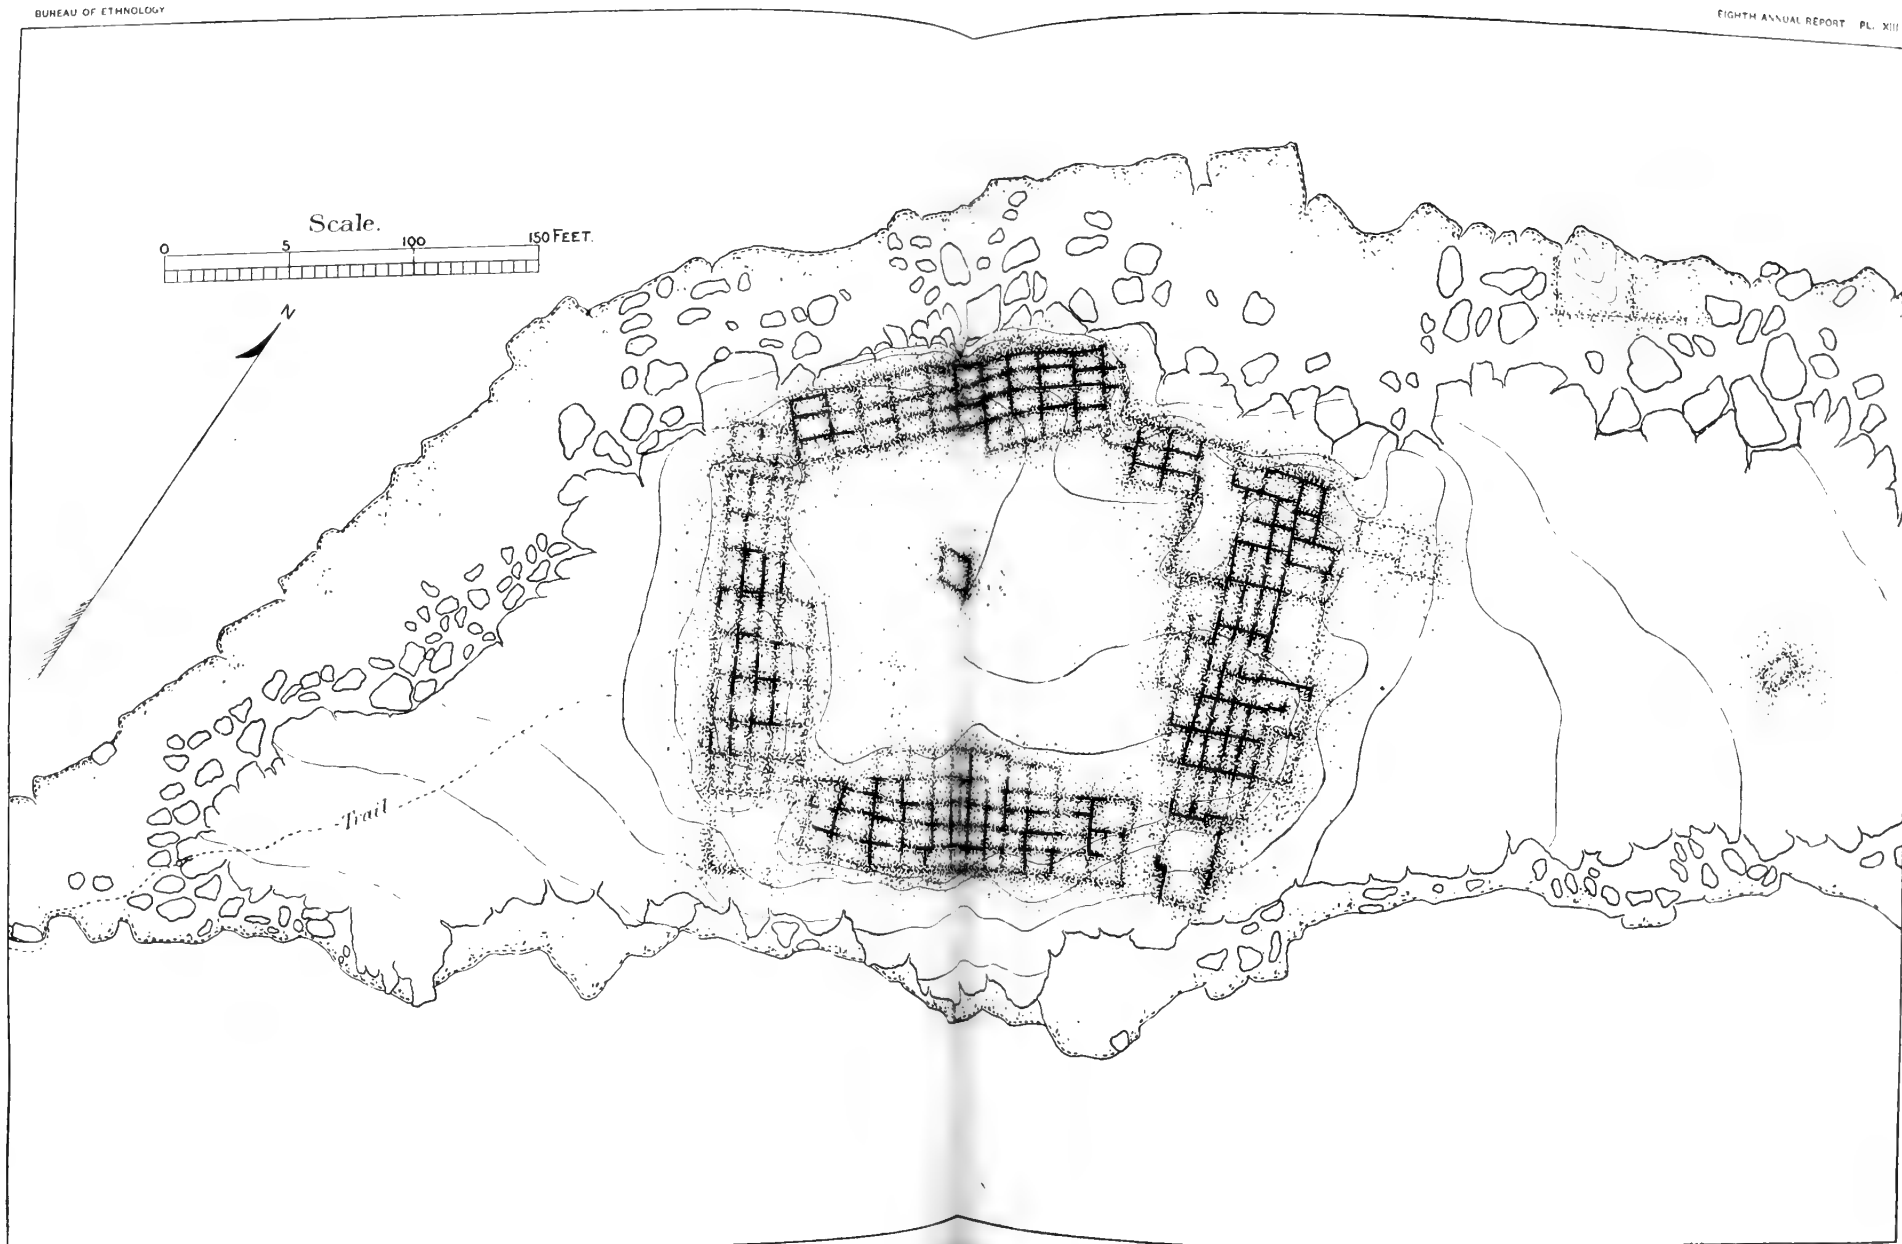 BUREAU OF ETHNOLOGY
EIGHTH ANNUAL REPORT PL. XIII
Scale.
0 5 100 150 FEET.
N
Trail